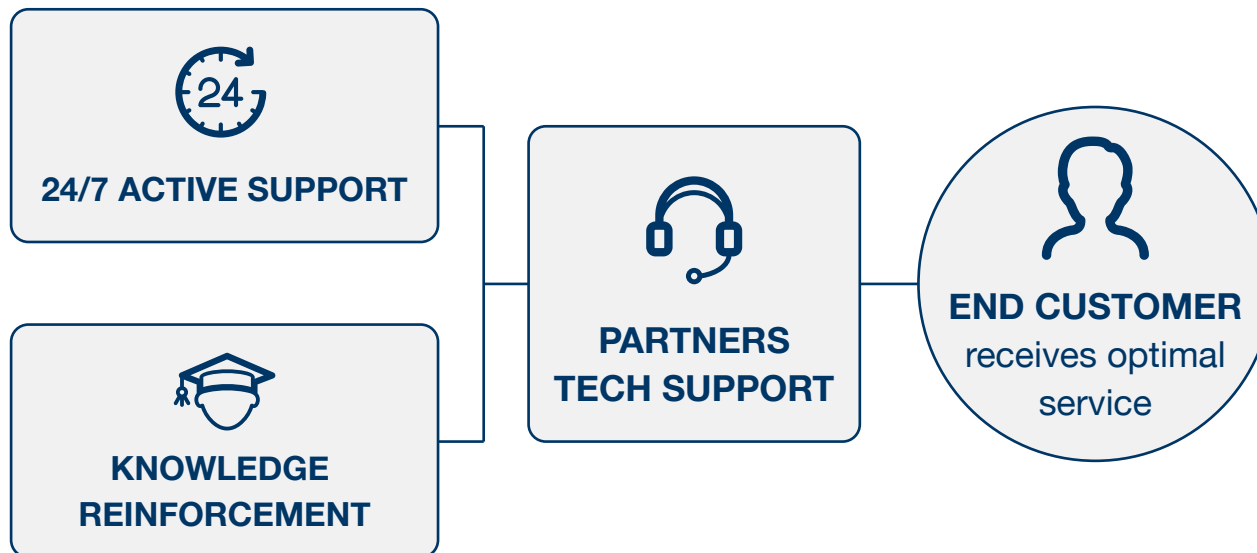 24
24/7 ACTIVE SUPPORT
KNOWLEDGE
REINFORCEMENT
PARTNERS
TECH SUPPORT
END CUSTOMER
receives optimal
service